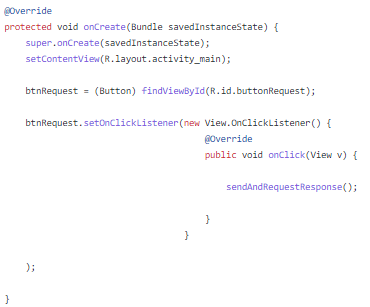 @Override
protected void onCreate(Bundle savedInstanceState) {
    super.onCreate(savedInstanceState);
    setContentView(R.layout.activity_main);
    btnRequest = (Button) findViewById(R.id.buttonRequest);
    btnRequest.setOnClickListener(new View.OnClickListener() {
                                      @Override
                                      public void onClick(View v) {
                                          sendAndRequestResponse();
                                      }
                                  }
    );
}